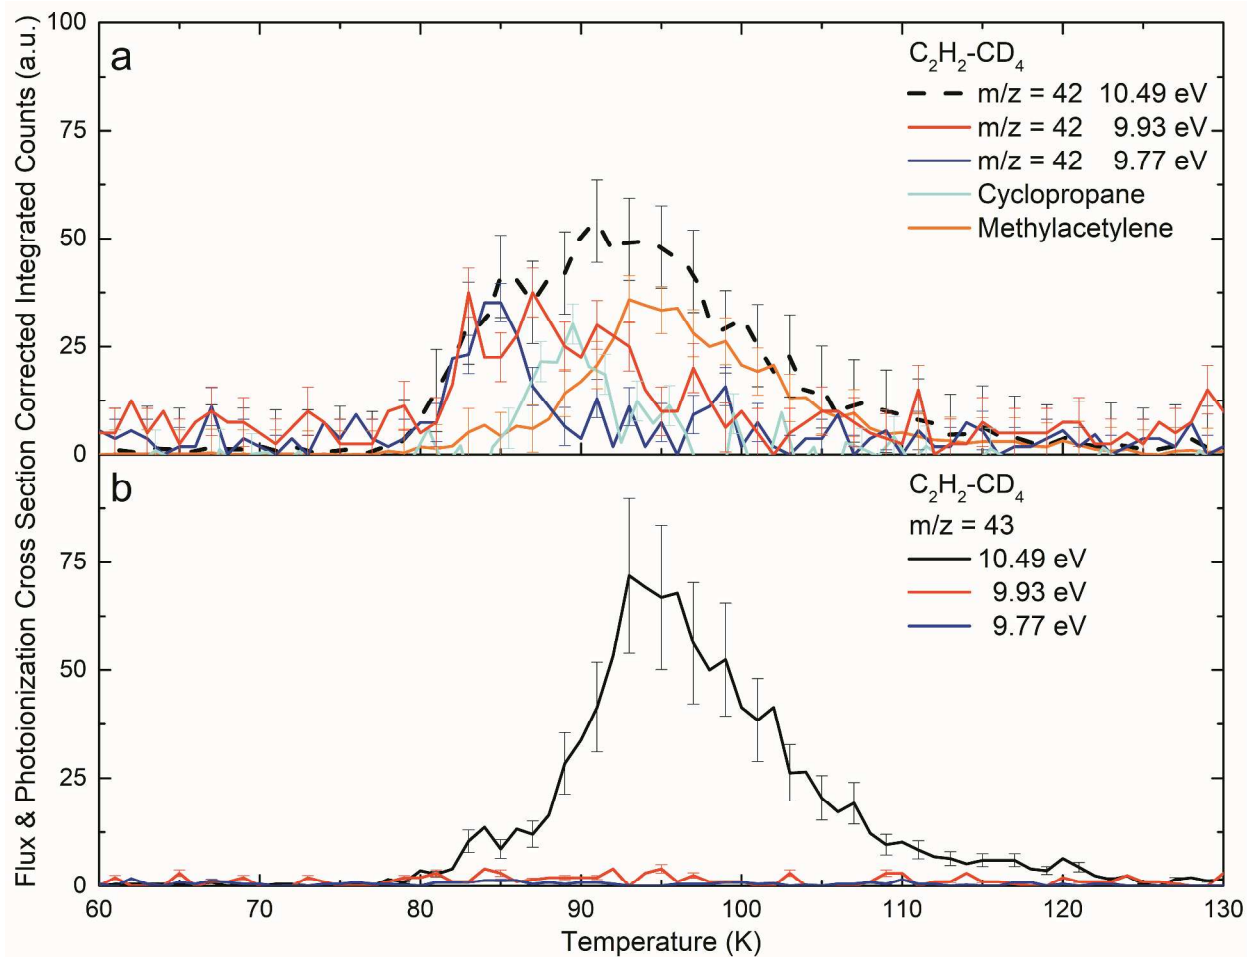 Flux & Photoionization Cross Section Corrected Integrated Counts (a.u.)
100
75
50
25
0
a
C₂H₂-CD₄
m/z = 42 10.49 eV
m/z = 42 9.93 eV
m/z = 42 9.77 eV
Cyclopropane
Methylacetylene
b
C₂H₂-CD₄
m/z = 43
10.49 eV
9.93 eV
9.77 eV
75
50
25
0
60 70 80 90 100 110 120 130
Temperature (K)